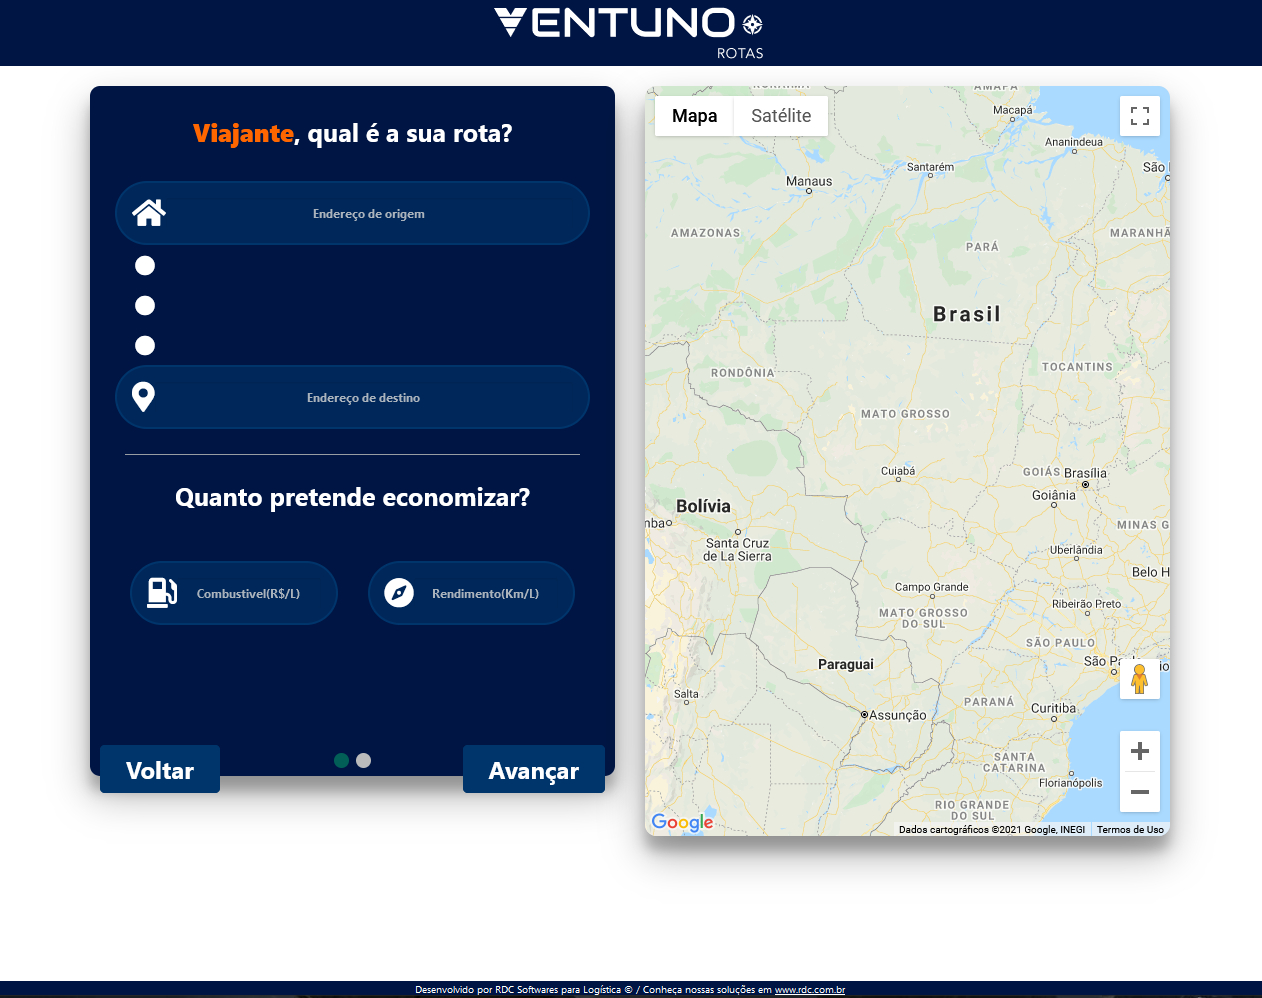 VENTUNO
ROTAS
Viajante, qual é a sua rota?
Endereço de origem
Endereço de destino
Quanto pretende economizar?
Combustivel(R$/L)
Rendimento(Km/L)
Voltar
Avançar
Mapa
Satélite
AMAPÁ
Macapá
Ananindeua
Santarém
São
Manaus
AMAZONAS
PARÁ
MARANHÃ
Brasil
RONDÔNIA
TOCANTINS
MATO GROSSO
Cuiabá
GOIÁS
Brasília
Goiânia
Bolívia
nba
MINAS G
Santa Cruz
de La Sierra
Uberlândia
Belo H
Campo Grande
Ribeirão Preto
MATO GROSSO
DO SUL
SÃO PAULO
Paraguai
São P
io
Salta
PARANÁ
Curitiba
Assunção
SANTA
CATARINA
Florianópolis
RIO GRANDE
DO SUL
Google
Dados cartográficos ©2021 Google, INEGI
Termos de Uso
Desenvolvido por RDC Softwares para Logística © / Conheça nossas soluções em www.rdc.com.br